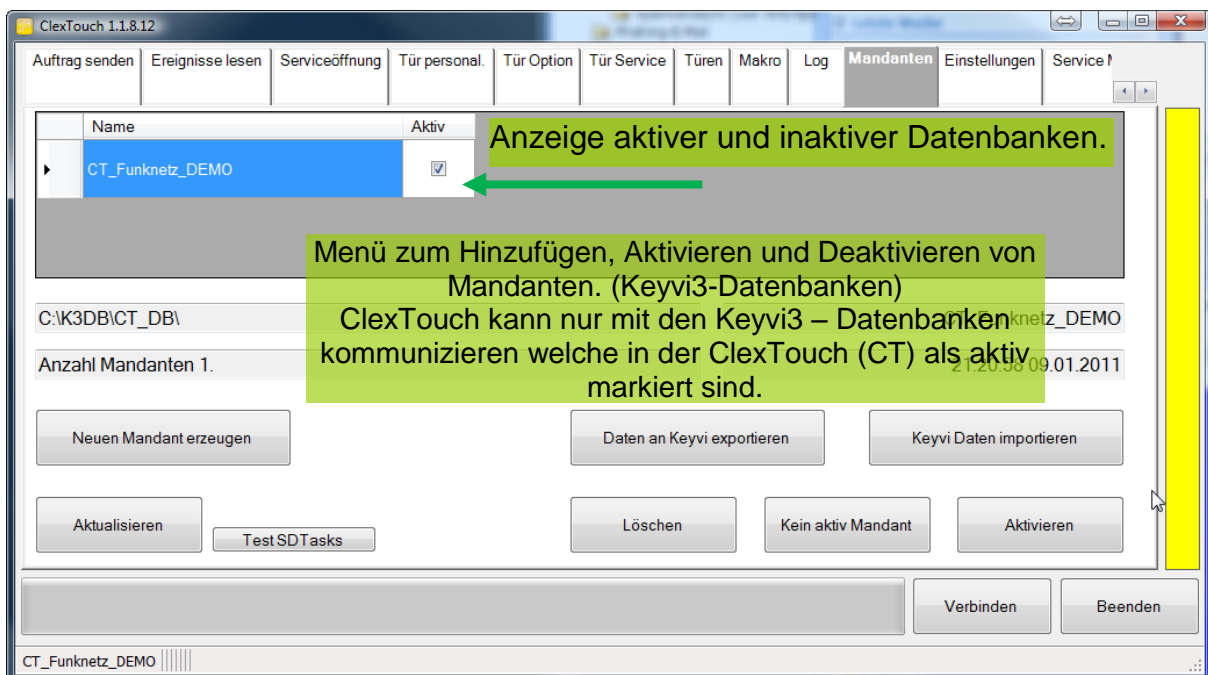 ClexTouch 1.1.8.12
Auftrag senden Ereignisse lesen Serviceöffnung Tür personal. Tür Option Tür Service Türen Makro Log Mandanten Einstellungen Service
Name Aktiv
Anzeige aktiver und inaktiver Datenbanken.
CT_Funknetz_DEMO
Menü zum Hinzufügen, Aktivieren und Deaktivieren von
Mandanten. (Keyvi3-Datenbanken)
ClexTouch kann nur mit den Keyvi3 – Datenbanken
kommunizieren welche in der ClexTouch (CT) als aktiv
markiert sind.
C:\K3DB\CT_DB\
CT_Funknetz_DEMO
Anzahl Mandanten 1.
21:20:58 09.01.2011
Neuen Mandant erzeugen Daten an Keyvi exportieren Keyvi Daten importieren
Aktualisieren Test SDTasks Löschen Kein aktiv Mandant Aktivieren
Verbinden Beenden
CT_Funknetz_DEMO